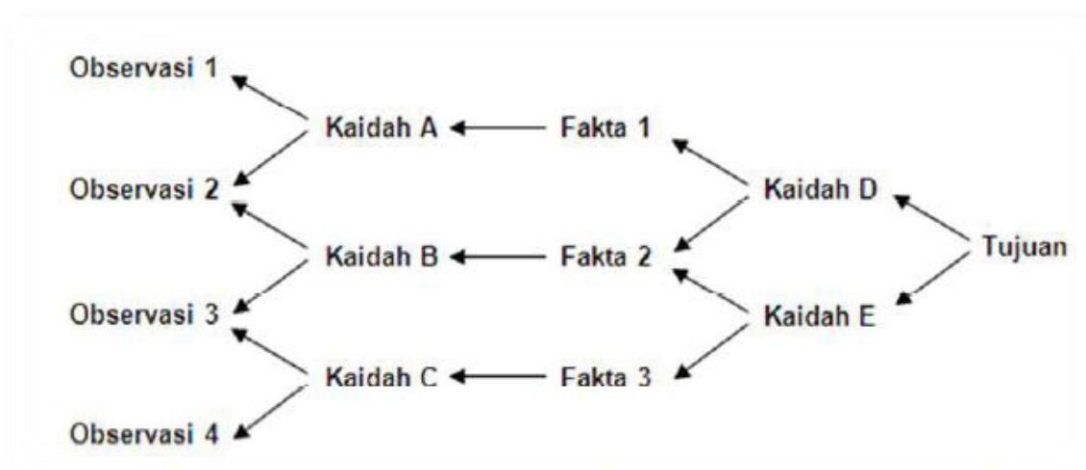 Observasi 1
Kaidah A
Fakta 1
Observasi 2
Kaidah D
Kaidah B
Fakta 2
Tujuan
Observasi 3
Kaidah E
Kaidah C
Fakta 3
Observasi 4